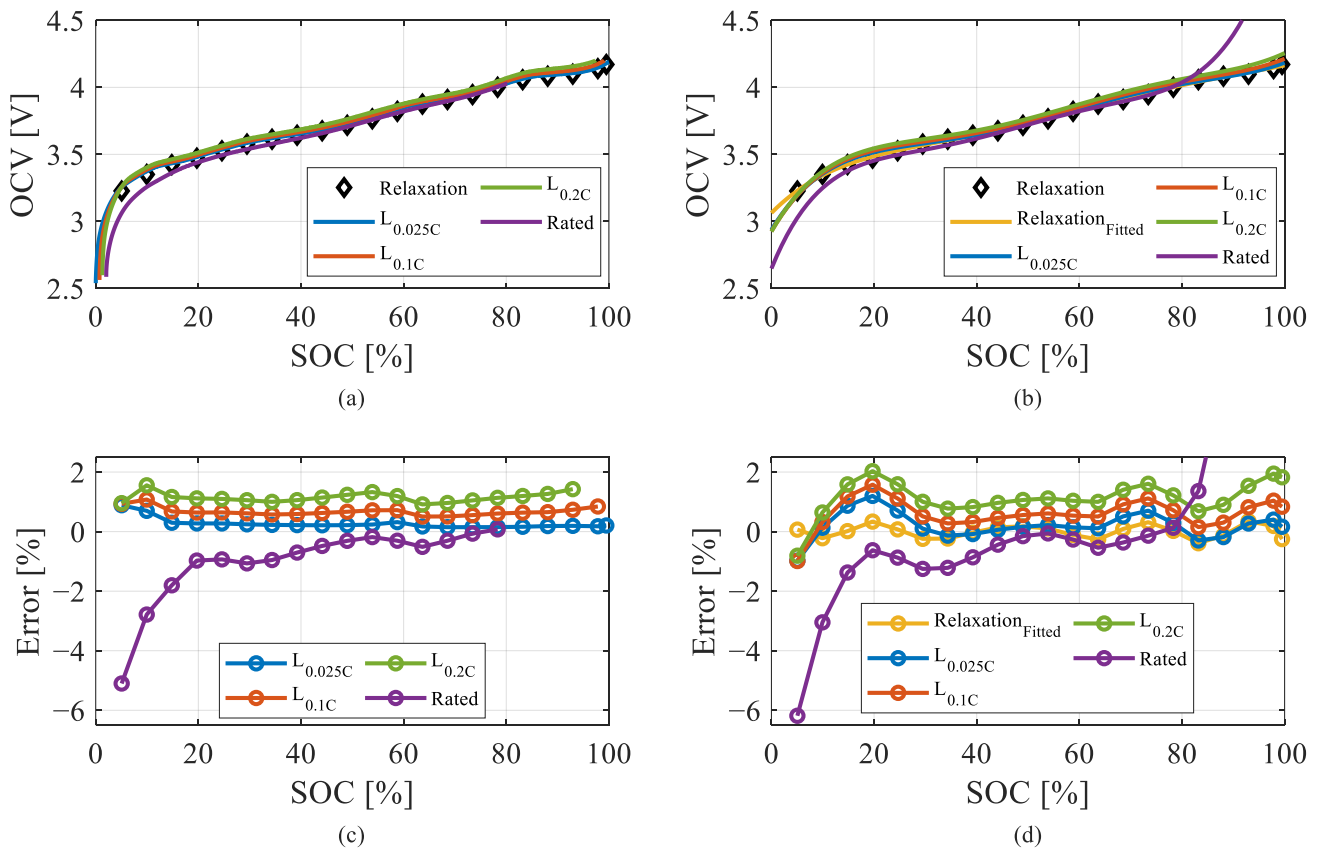 4.5
4
3.5
3
2.5
OCV [V]
0 20 40 60 80 100
SOC [%]
Relaxation
L0.025C
L0.1C
L0.2C
Rated
(a)
4.5
4
3.5
3
2.5
OCV [V]
0 20 40 60 80 100
SOC [%]
Relaxation
RelaxationFitted
L0.025C
L0.1C
L0.2C
Rated
(b)
2
0
−2
−4
−6
Error [%]
0 20 40 60 80 100
SOC [%]
L0.025C
L0.1C
L0.2C
Rated
(c)
2
0
−2
−4
−6
Error [%]
0 20 40 60 80 100
SOC [%]
RelaxationFitted
L0.025C
L0.1C
L0.2C
Rated
(d)